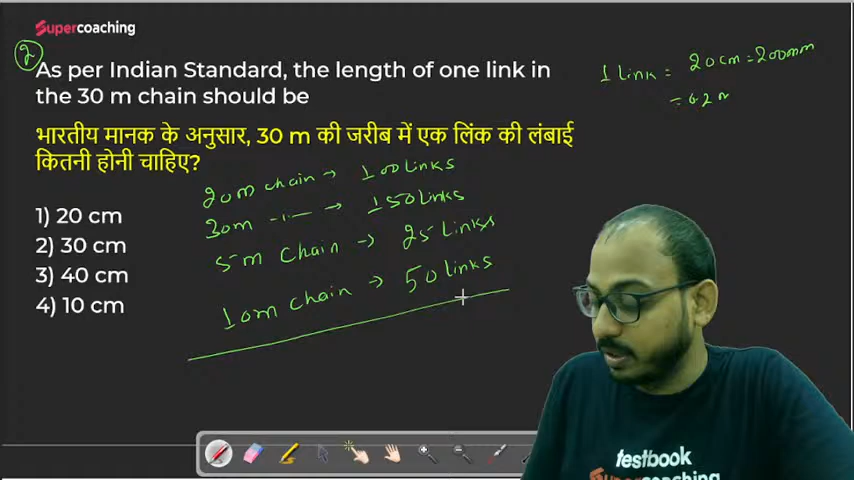 Supercoaching
2
As per Indian Standard, the length of one link in
the 30 m chain should be
भारतीय मानक के अनुसार, 30 m की जरीब में एक लिंक की लंबाई
कितनी होनी चाहिए?
1) 20 cm
2) 30 cm
3) 40 cm
4) 10 cm
1 Link = 20 cm = 200mm
= 0.2 m
20m chain → 100 Links
30m -11- → 150 Links
5m Chain → 25 Links
10m chain → 50 links
testbook
Supercoaching